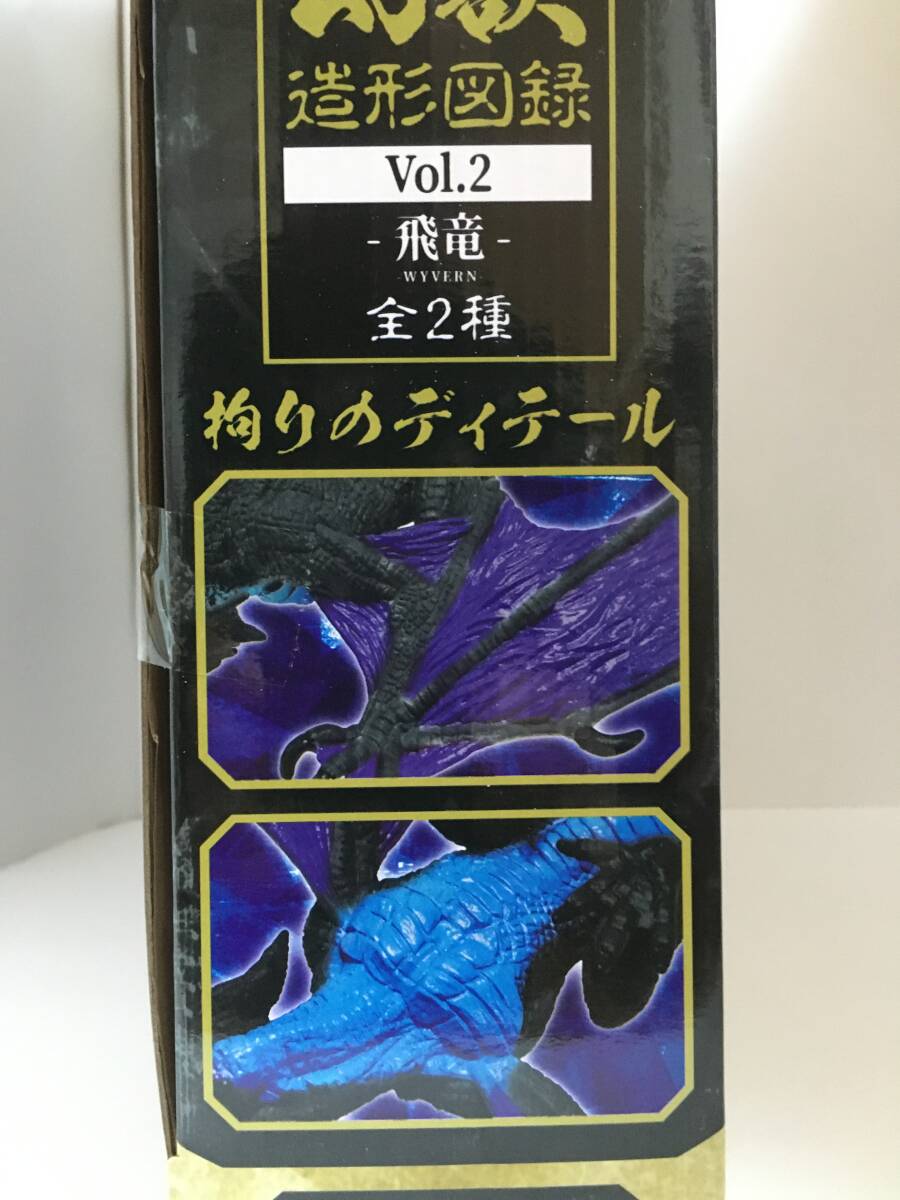 造形図録
Vol.2
- 飛竜 -
-WYVERN-
全2種
拘りのディテール